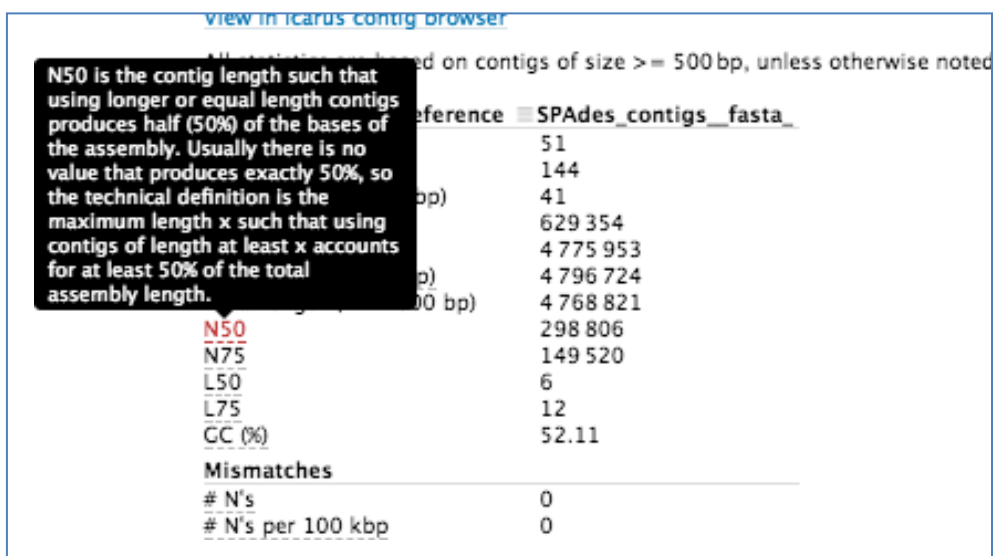 View in Icarus contig browser
ed on contigs of size >= 500 bp, unless otherwise noted
N50 is the contig length such that
using longer or equal length contigs
produces half (50%) of the bases of
the assembly. Usually there is no
value that produces exactly 50%, so
the technical definition is the
maximum length x such that using
contigs of length at least x accounts
for at least 50% of the total
assembly length.
eference SPAdes_contigs__fasta_
51
144
bp) 41
629 354
4 775 953
p) 4 796 724
00 bp) 4 768 821
N50 298 806
N75 149 520
L50 6
L75 12
GC (%) 52.11
Mismatches
# N's 0
# N's per 100 kbp 0